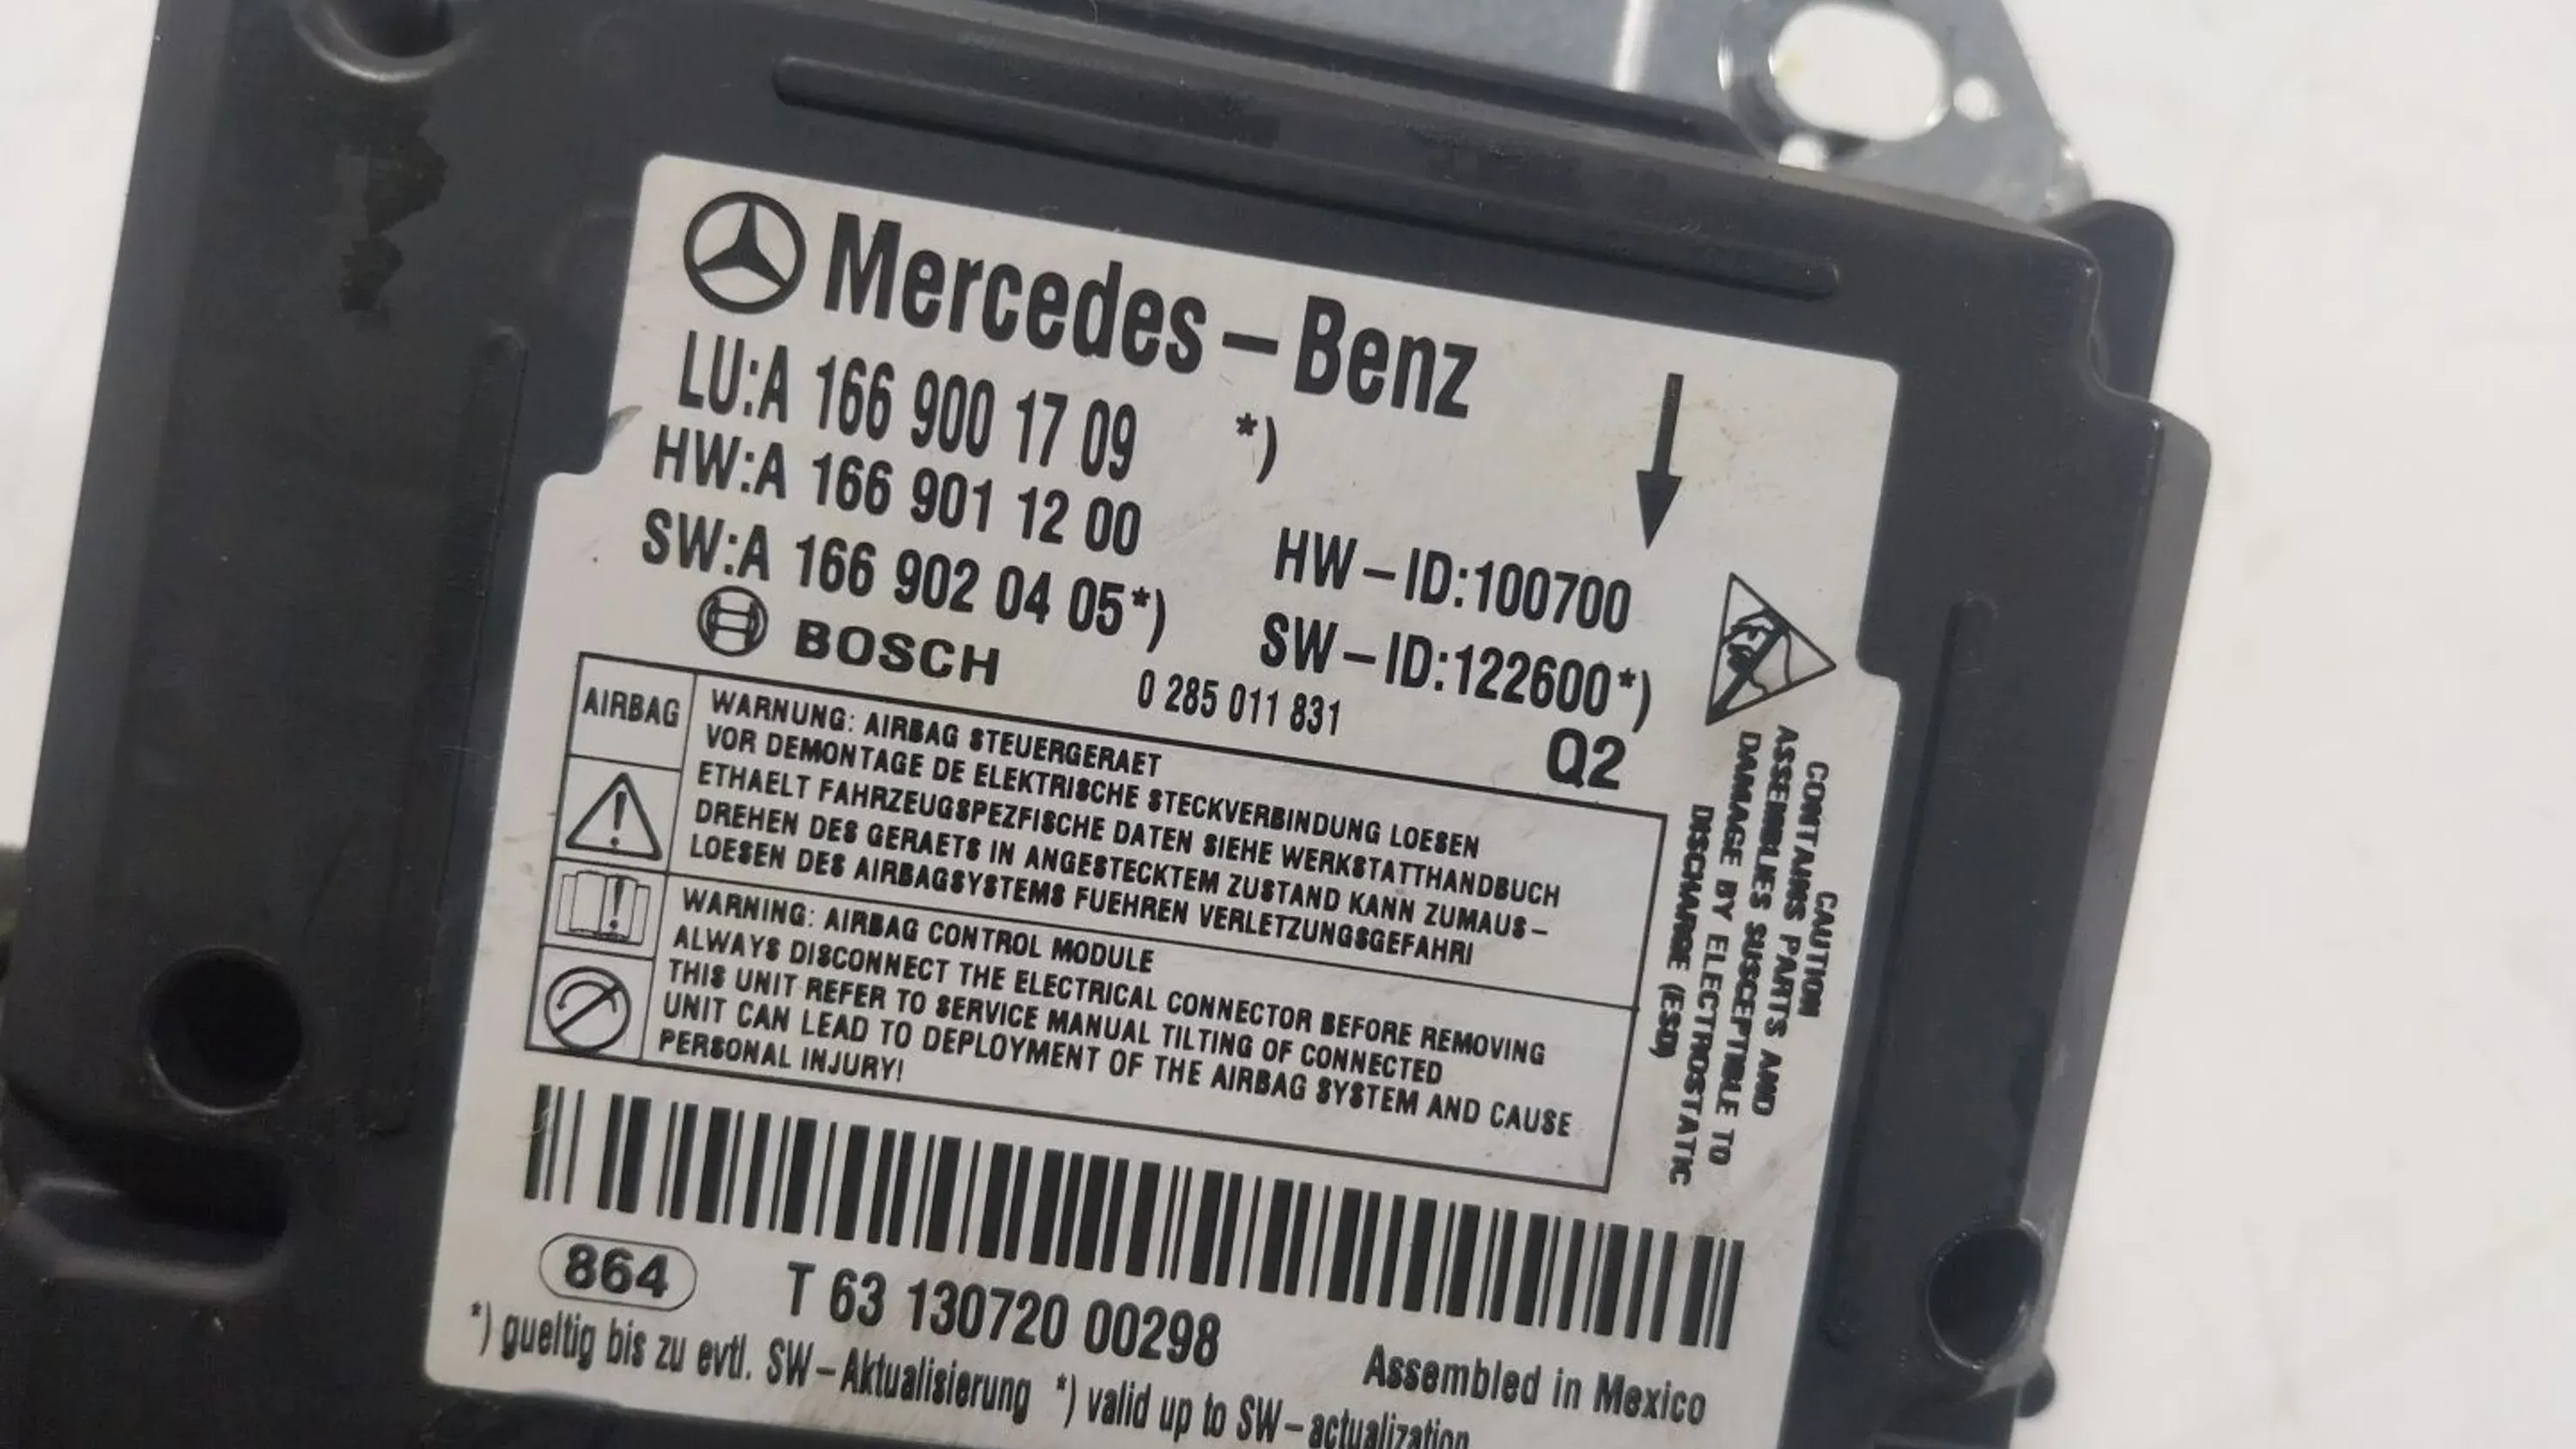 Mercedes–Benz
LU:A 166 900 17 09 *)
HW:A 166 901 12 00 HW–ID:100700
SW:A 166 902 04 05*) SW–ID:122600*)
BOSCH 0 285 011 831 Q2
AIRBAG
WARNUNG: AIRBAG STEUERGERAET
VOR DEMONTAGE DE ELEKTRISCHE STECKVERBINDUNG LOESEN
ETHAELT FAHRZEUGSPEZFISCHE DATEN SIEHE WERKSTATTHANDBUCH
DREHEN DES GERAETS IN ANGESTECKTEM ZUSTAND KANN ZUMAUS–
LOESEN DES AIRBAGSYSTEMS FUEHREN VERLETZUNGSGEFAHR!
WARNING: AIRBAG CONTROL MODULE
ALWAYS DISCONNECT THE ELECTRICAL CONNECTOR BEFORE REMOVING
THIS UNIT REFER TO SERVICE MANUAL TILTING OF CONNECTED
UNIT CAN LEAD TO DEPLOYMENT OF THE AIRBAG SYSTEM AND CAUSE
PERSONAL INJURY!
CAUTION
CONTAINS PARTS AND
ASSEMBLIES SUSCEPTIBLE TO
DAMAGE BY ELECTROSTATIC
DISCHARGE (ESD)
864 T 63 130720 00298
Assembled in Mexico
*) gueltig bis zu evtl. SW–Aktualisierung *) valid up to SW–actualization